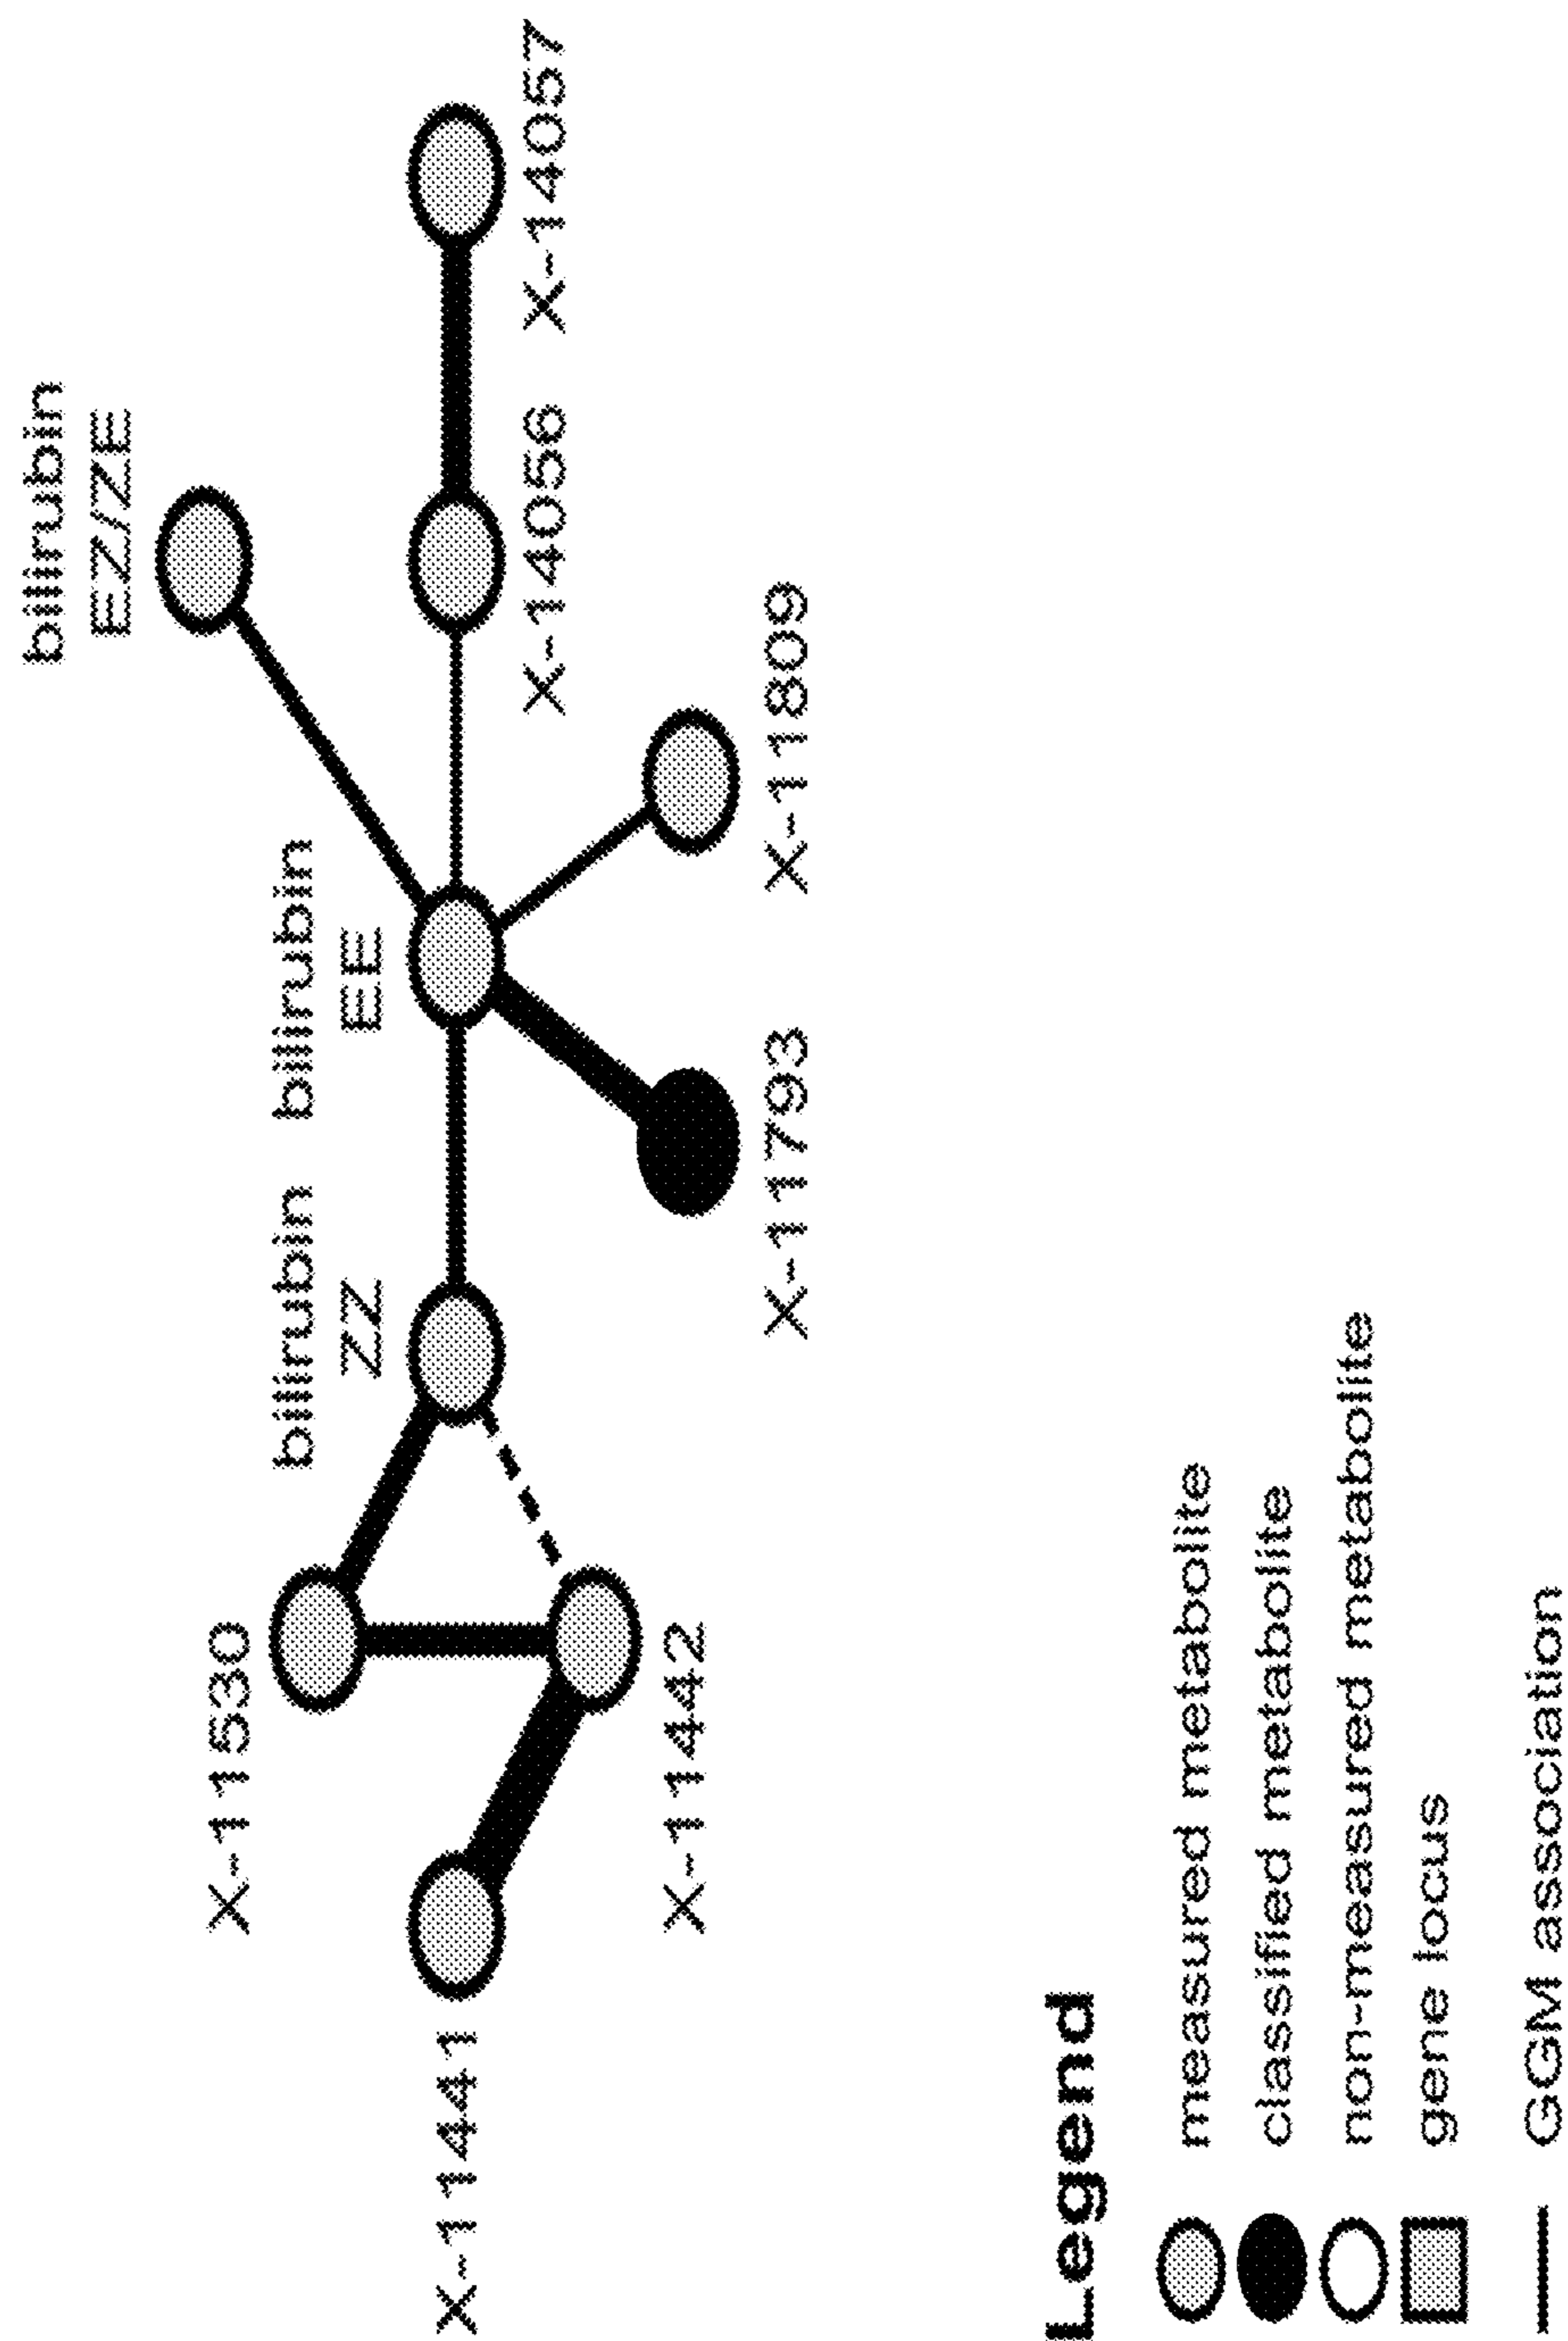 bilirubin
EZ/ZE
X-11530
bilirubin
ZZ
bilirubin
EE
X-11441
X-14056
X-14057
X-11442
X-11793
X-11809
Legend
measured metabolite
classified metabolite
non-measured metabolite
gene locus
GGM association